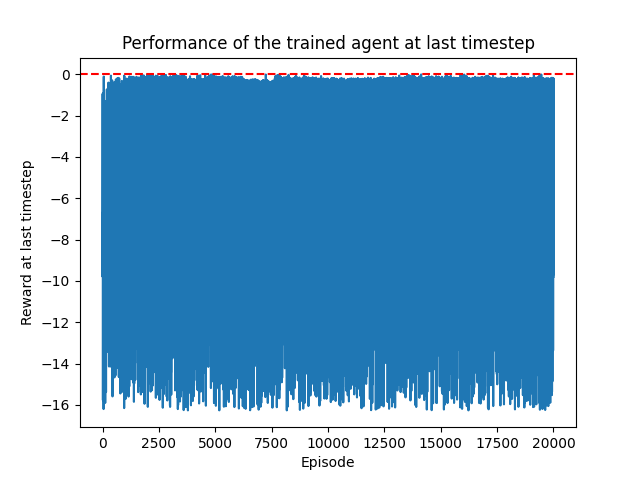 Performance of the trained agent at last timestep
0
−2
−4
−6
−8
−10
−12
−14
−16
Reward at last timestep
0 2500 5000 7500 10000 12500 15000 17500 20000
Episode